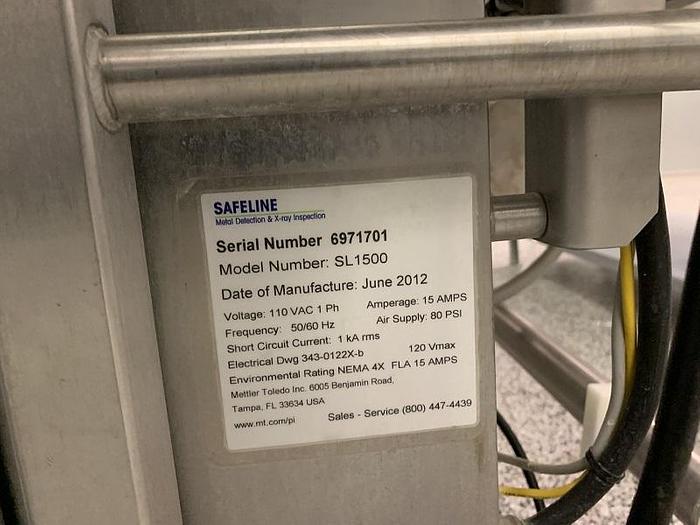 SAFELINE
Metal Detection & X-ray Inspection
Serial Number 6971701
Model Number: SL1500
Date of Manufacture: June 2012
Voltage: 110 VAC 1 Ph Amperage: 15 AMPS
Frequency: 50/60 Hz Air Supply: 80 PSI
Short Circuit Current: 1 kA rms
Electrical Dwg 343-0122X-b 120 Vmax
Environmental Rating NEMA 4X FLA 15 AMPS
Mettler Toledo Inc. 6005 Benjamin Road,
Tampa, FL 33634 USA
www.mt.com/pi Sales - Service (800) 447-4439